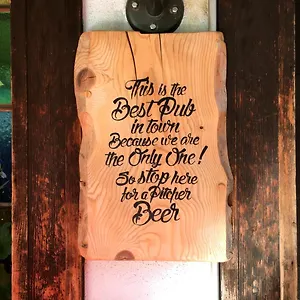 This is the
Best Pub
in town
Because we are
the Only One!
So stop here
for a Pitcher
Beer